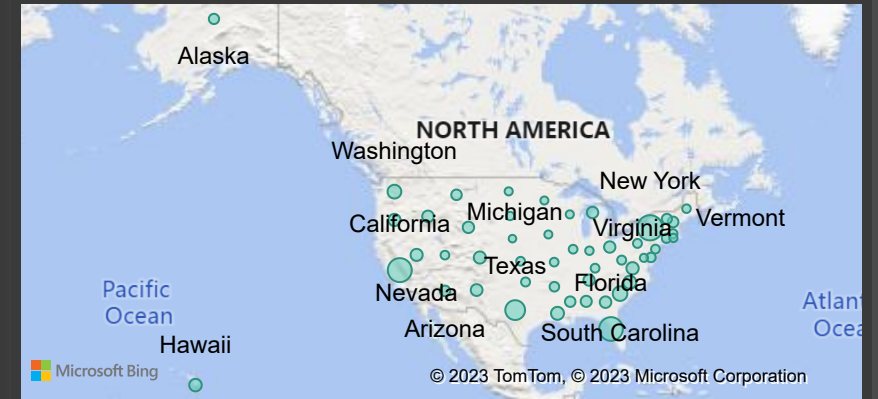 Alaska
NORTH AMERICA
Washington
New York
Michigan
California
Vermont
Virginia
Texas
Florida
Nevada
Pacific
Ocean
Atlan
Ocea
Arizona
South Carolina
Hawaii
Microsoft Bing
© 2023 TomTom, © 2023 Microsoft Corporation